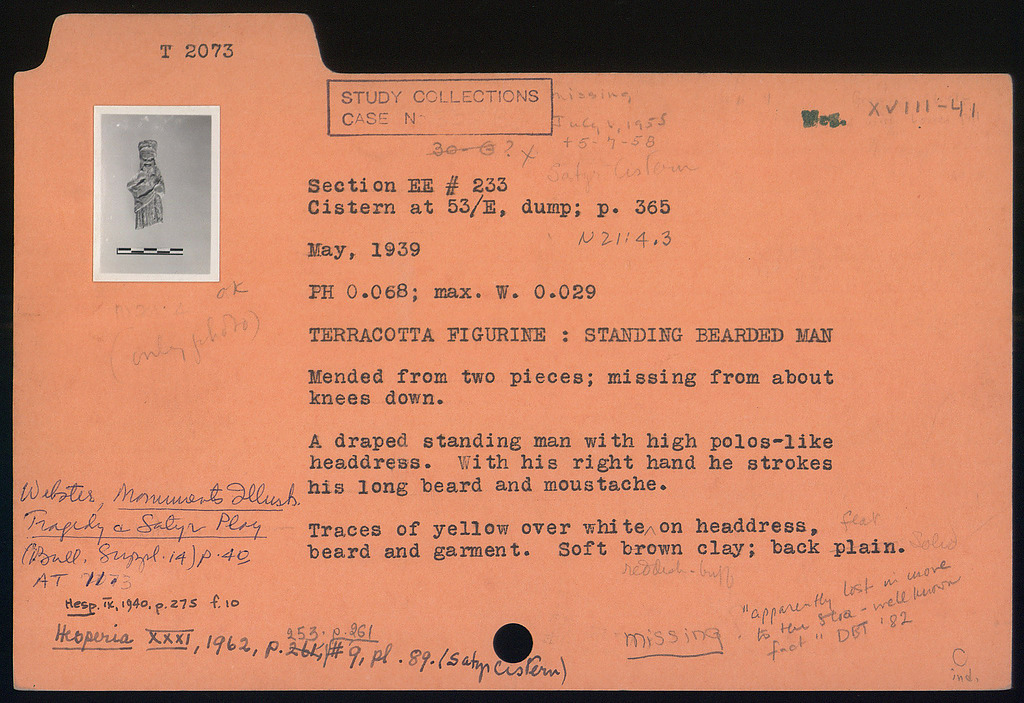 T 2073
STUDY COLLECTIONS
CASE N
missing
July 1, 1955
+ 5-7-58
Satyr Cistern
30-6? X
XVIII-41
Section EE # 233
Cistern at 53/E, dump; p. 365
N 21:4.3
May, 1939
PH 0.068; max. W. 0.029
OK
(only photo)
TERRACOTTA FIGURINE : STANDING BEARDED MAN
Mended from two pieces; missing from about
knees down.
A draped standing man with high polos-like
headdress. With his right hand he strokes
his long beard and moustache.
Traces of yellow over white on headdress,
beard and garment. Soft brown clay; back plain.
solid
reddish-buff
Webster, Monuments Illust.
Tragedy & Satyr Play
(Bull. Suppl. 14) p. 40
AT
Hesp. IX, 1940, p. 275 f. 10
Hesperia XXXI, 1962, p. 261, # 9, pl. 89. (Satyr Cistern)
253. p. 261
missing
"apparently lost in move
to the Stoa - well known
fact" DBT '82
C
ind.